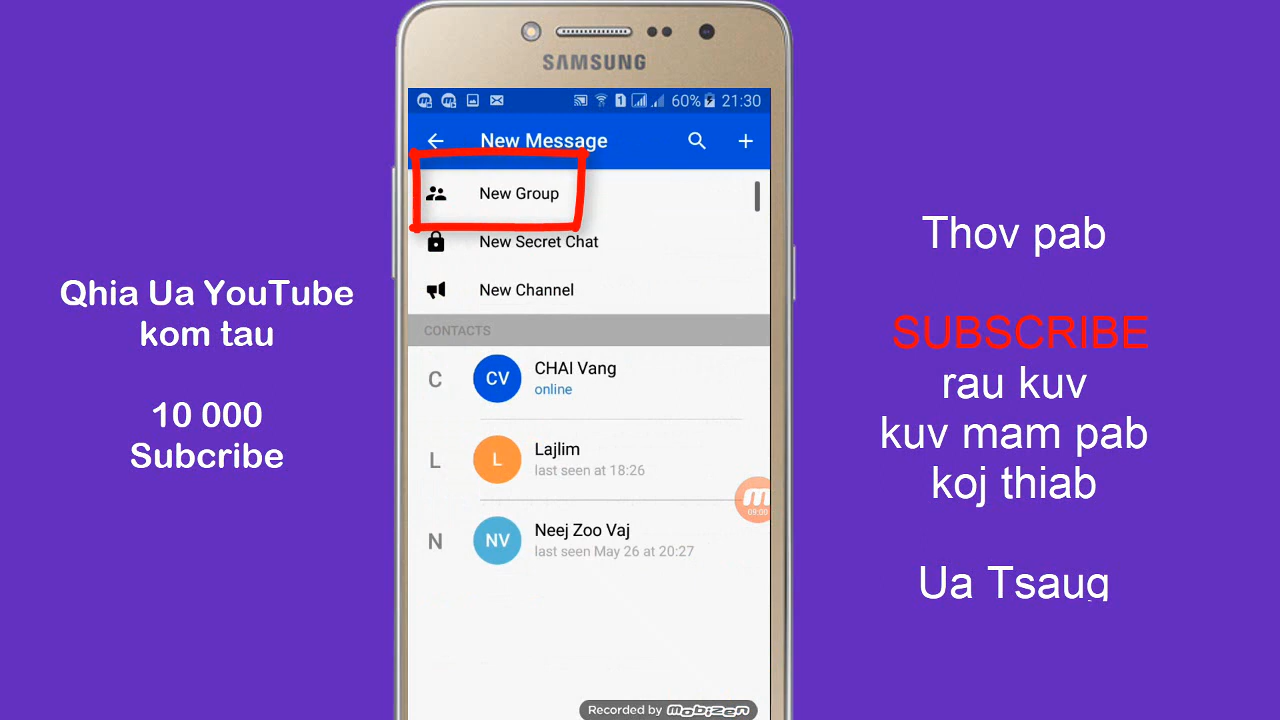 SAMSUNG
60% 21:30
New Message
New Group
New Secret Chat
New Channel
CONTACTS
C
CV
CHAI Vang
online
L
L
Lajlim
last seen at 18:26
09:09
N
NV
Neej Zoo Vaj
last seen May 26 at 20:27
Recorded by mobizen
Qhia Ua YouTube
kom tau
10 000
Subcribe
Thov pab
SUBSCRIBE
rau kuv
kuv mam pab
koj thiab
Ua Tsaug